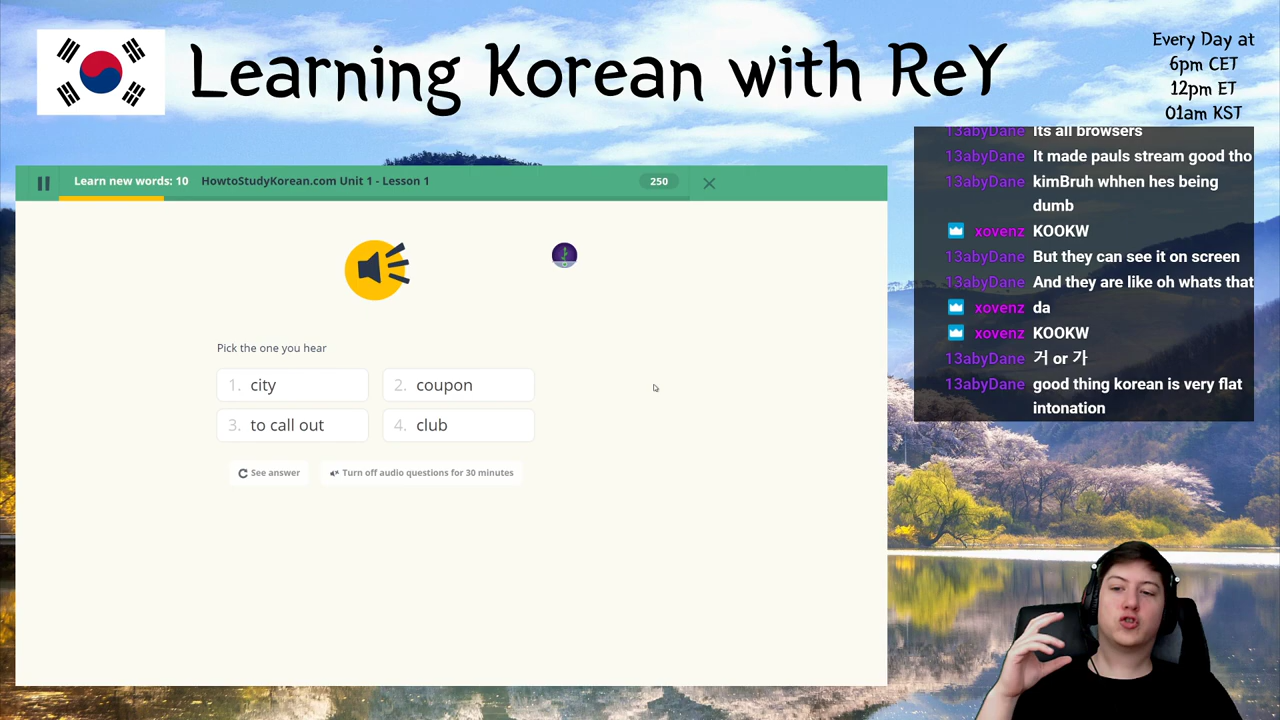 Learning Korean with ReY
Every Day at
6pm CET
12pm ET
01am KST
Learn new words: 10 HowtoStudyKorean.com Unit 1 - Lesson 1 250
Pick the one you hear
1. city
2. coupon
3. to call out
4. club
See answer
Turn off audio questions for 30 minutes
13abyDane Its all browsers
13abyDane It made pauls stream good tho
13abyDane kimBruh whhen hes being
dumb
xovenz KOOKW
13abyDane But they can see it on screen
13abyDane And they are like oh whats that
xovenz da
xovenz KOOKW
13abyDane 거 or 가
13abyDane good thing korean is very flat
intonation